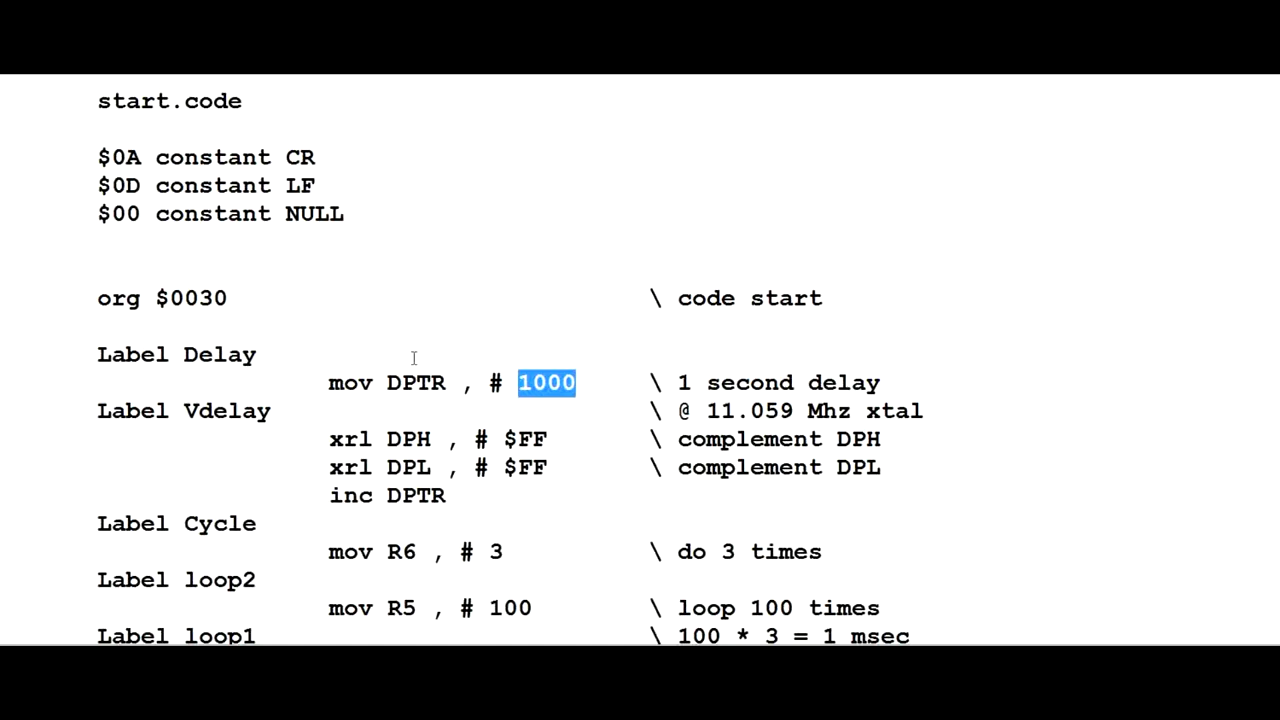 start.code
$0A constant CR
$0D constant LF
$00 constant NULL
org $0030 \ code start
Label Delay
mov DPTR , # 1000 \ 1 second delay
Label Vdelay \ @ 11.059 Mhz xtal
xrl DPH , # $FF \ complement DPH
xrl DPL , # $FF \ complement DPL
inc DPTR
Label Cycle
mov R6 , # 3 \ do 3 times
Label loop2
mov R5 , # 100 \ loop 100 times
Label loop1 \ 100 * 3 = 1 msec